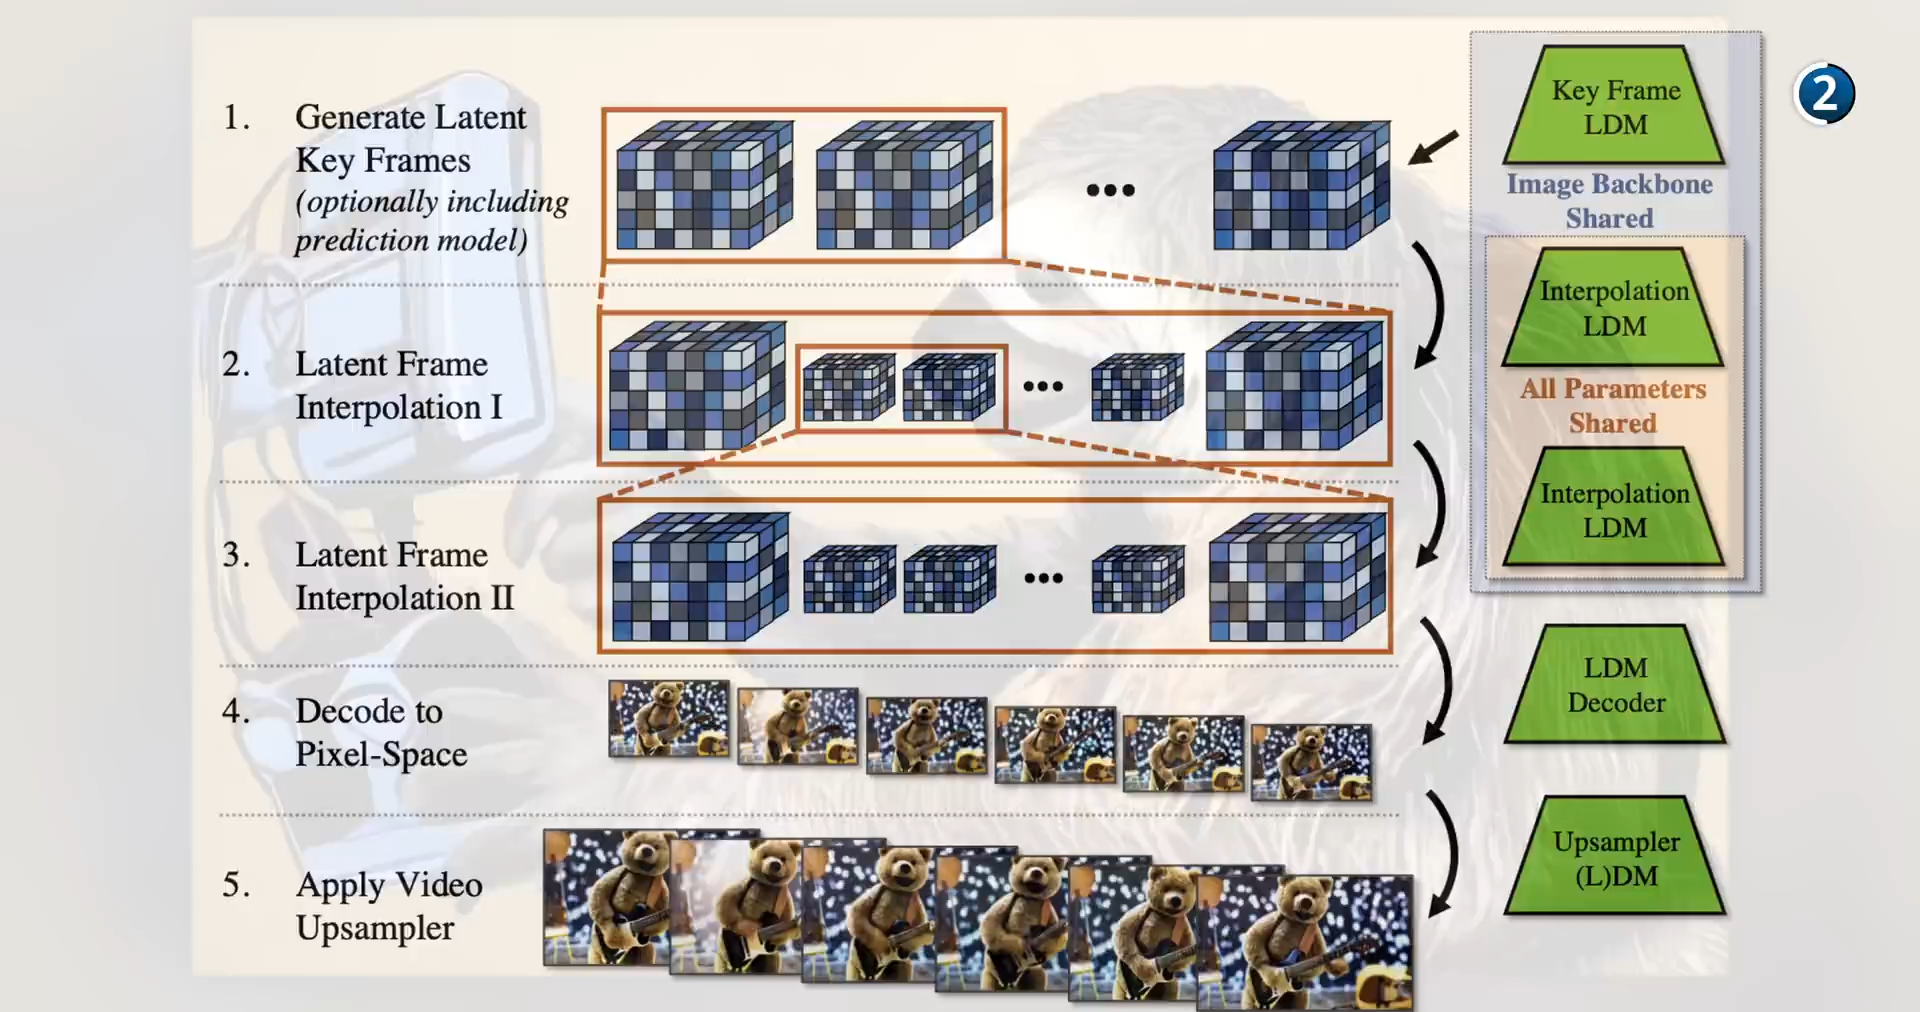 1. Generate Latent
Key Frames
(optionally including
prediction model)
Key Frame
LDM
2
Image Backbone
Shared
2. Latent Frame
Interpolation I
Interpolation
LDM
All Parameters
Shared
3. Latent Frame
Interpolation II
Interpolation
LDM
4. Decode to
Pixel-Space
LDM
Decoder
5. Apply Video
Upsampler
Upsampler
(L)DM